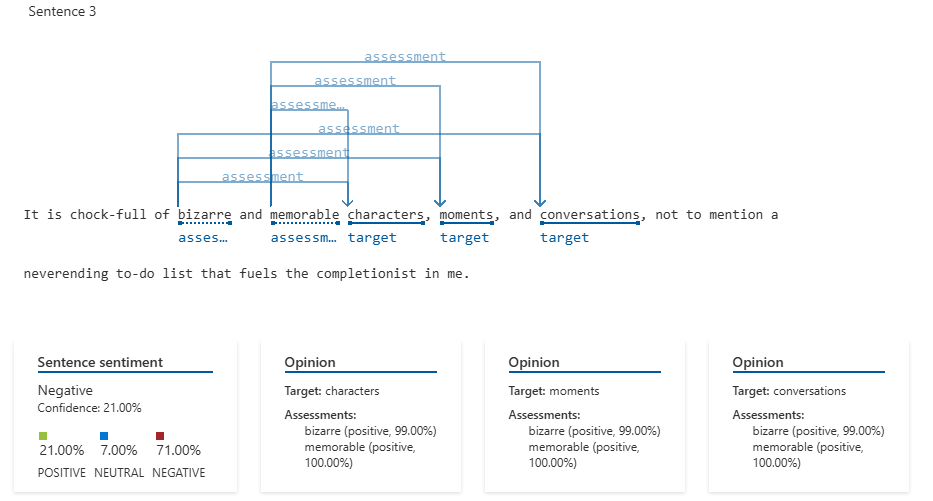 Sentence 3
assessment
assessment
assessme...
assessment
assessment
assessment
It is chock-full of bizarre and memorable characters, moments, and conversations, not to mention a
asses... assessm... target target target
neverending to-do list that fuels the completionist in me.
Sentence sentiment
Negative
Confidence: 21.00%
21.00% 7.00% 71.00%
POSITIVE NEUTRAL NEGATIVE
Opinion
Target: characters
Assessments:
bizarre (positive, 99.00%)
memorable (positive,
100.00%)
Opinion
Target: moments
Assessments:
bizarre (positive, 99.00%)
memorable (positive,
100.00%)
Opinion
Target: conversations
Assessments:
bizarre (positive, 99.00%)
memorable (positive,
100.00%)